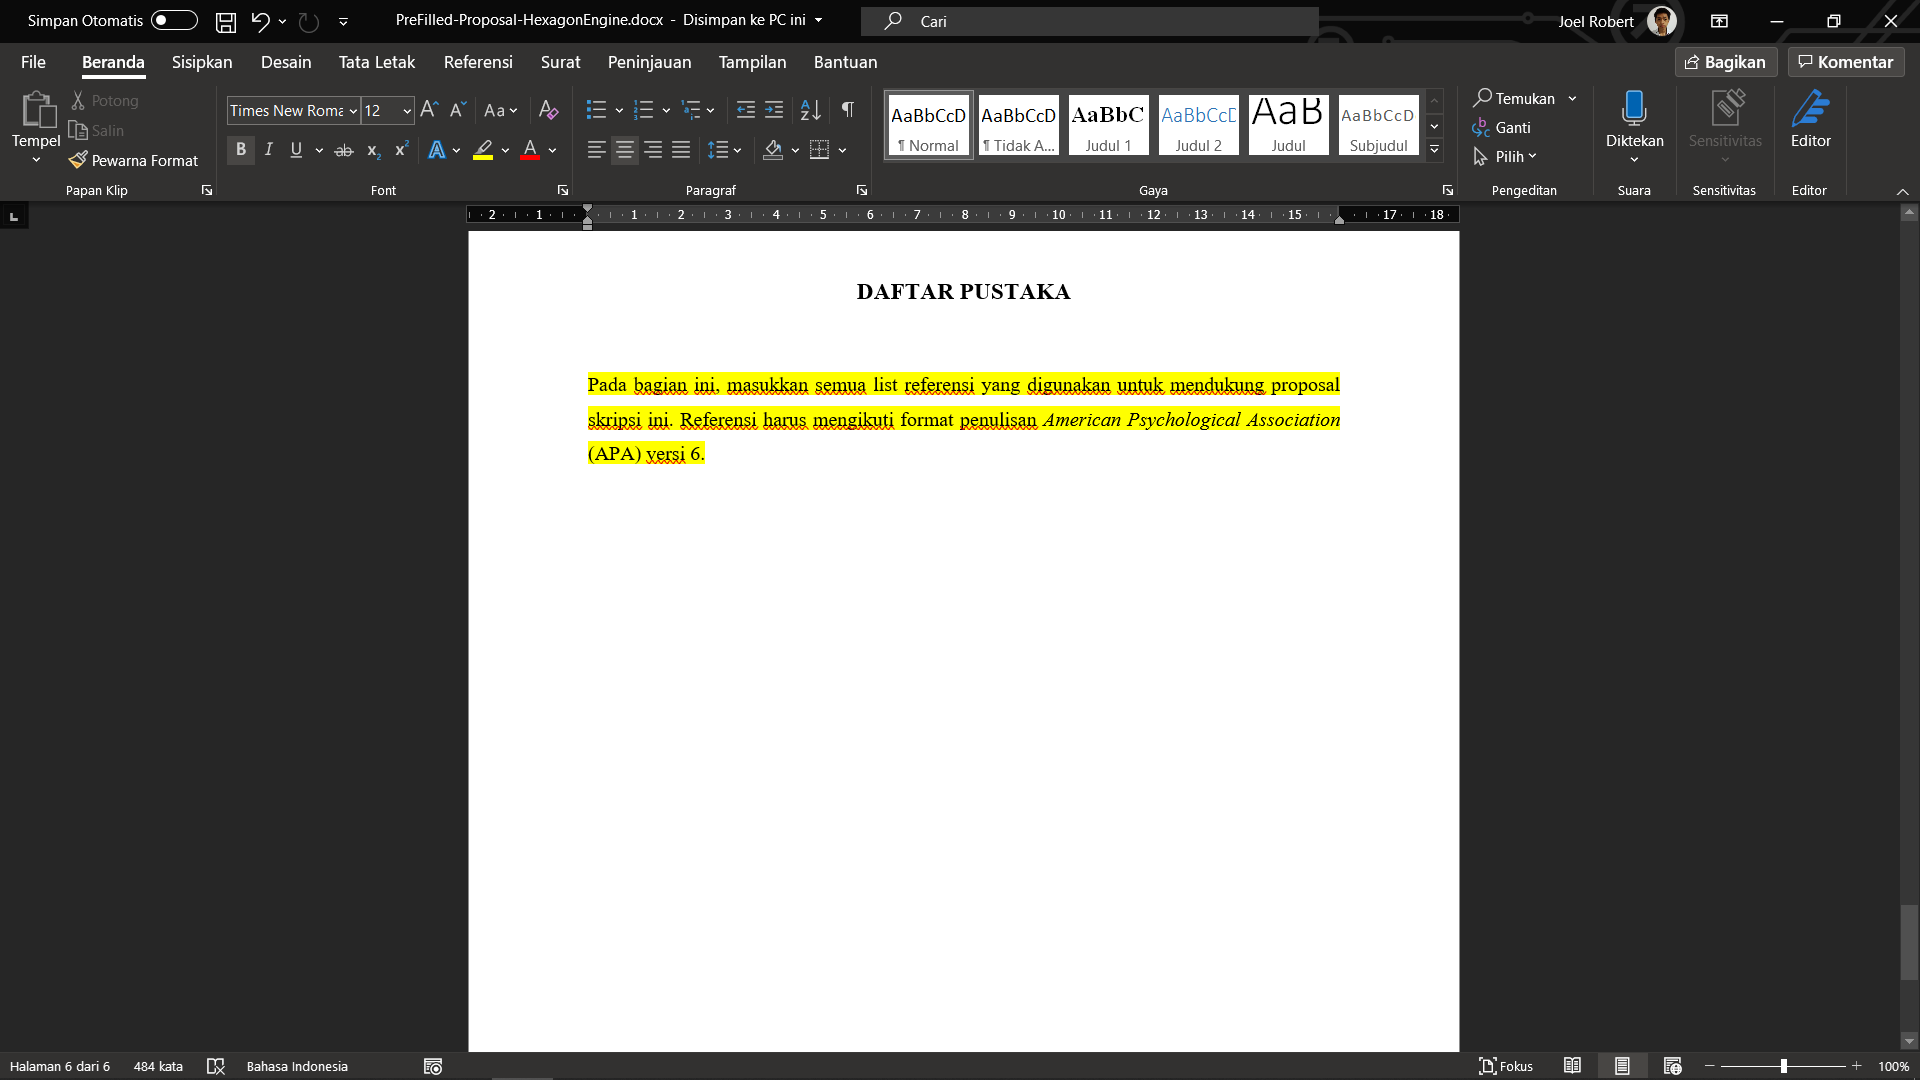 Simpan Otomatis PreFilled-Proposal-HexagonEngine.docx - Disimpan ke PC ini Cari Joel Robert
File Beranda Sisipkan Desain Tata Letak Referensi Surat Peninjauan Tampilan Bantuan Bagikan Komentar
Tempel
Potong
Salin
Pewarna Format
Papan Klip
Times New Roma 12
Font
Paragraf
AaBbCcD AaBbCcD AaBbC AaBbCcE AaB AaBbCcD
¶ Normal ¶ Tidak A... Judul 1 Judul 2 Judul Subjudul
Gaya
Temukan
Ganti
Pilih
Pengeditan
Diktekan
Suara
Sensitivitas
Sensitivitas
Editor
Editor
2 1 1 2 3 4 5 6 7 8 9 10 11 12 13 14 15 17 18
DAFTAR PUSTAKA
Pada bagian ini, masukkan semua list referensi yang digunakan untuk mendukung proposal
skripsi ini. Referensi harus mengikuti format penulisan American Psychological Association
(APA) versi 6.
Halaman 6 dari 6 484 kata Bahasa Indonesia Fokus 100%